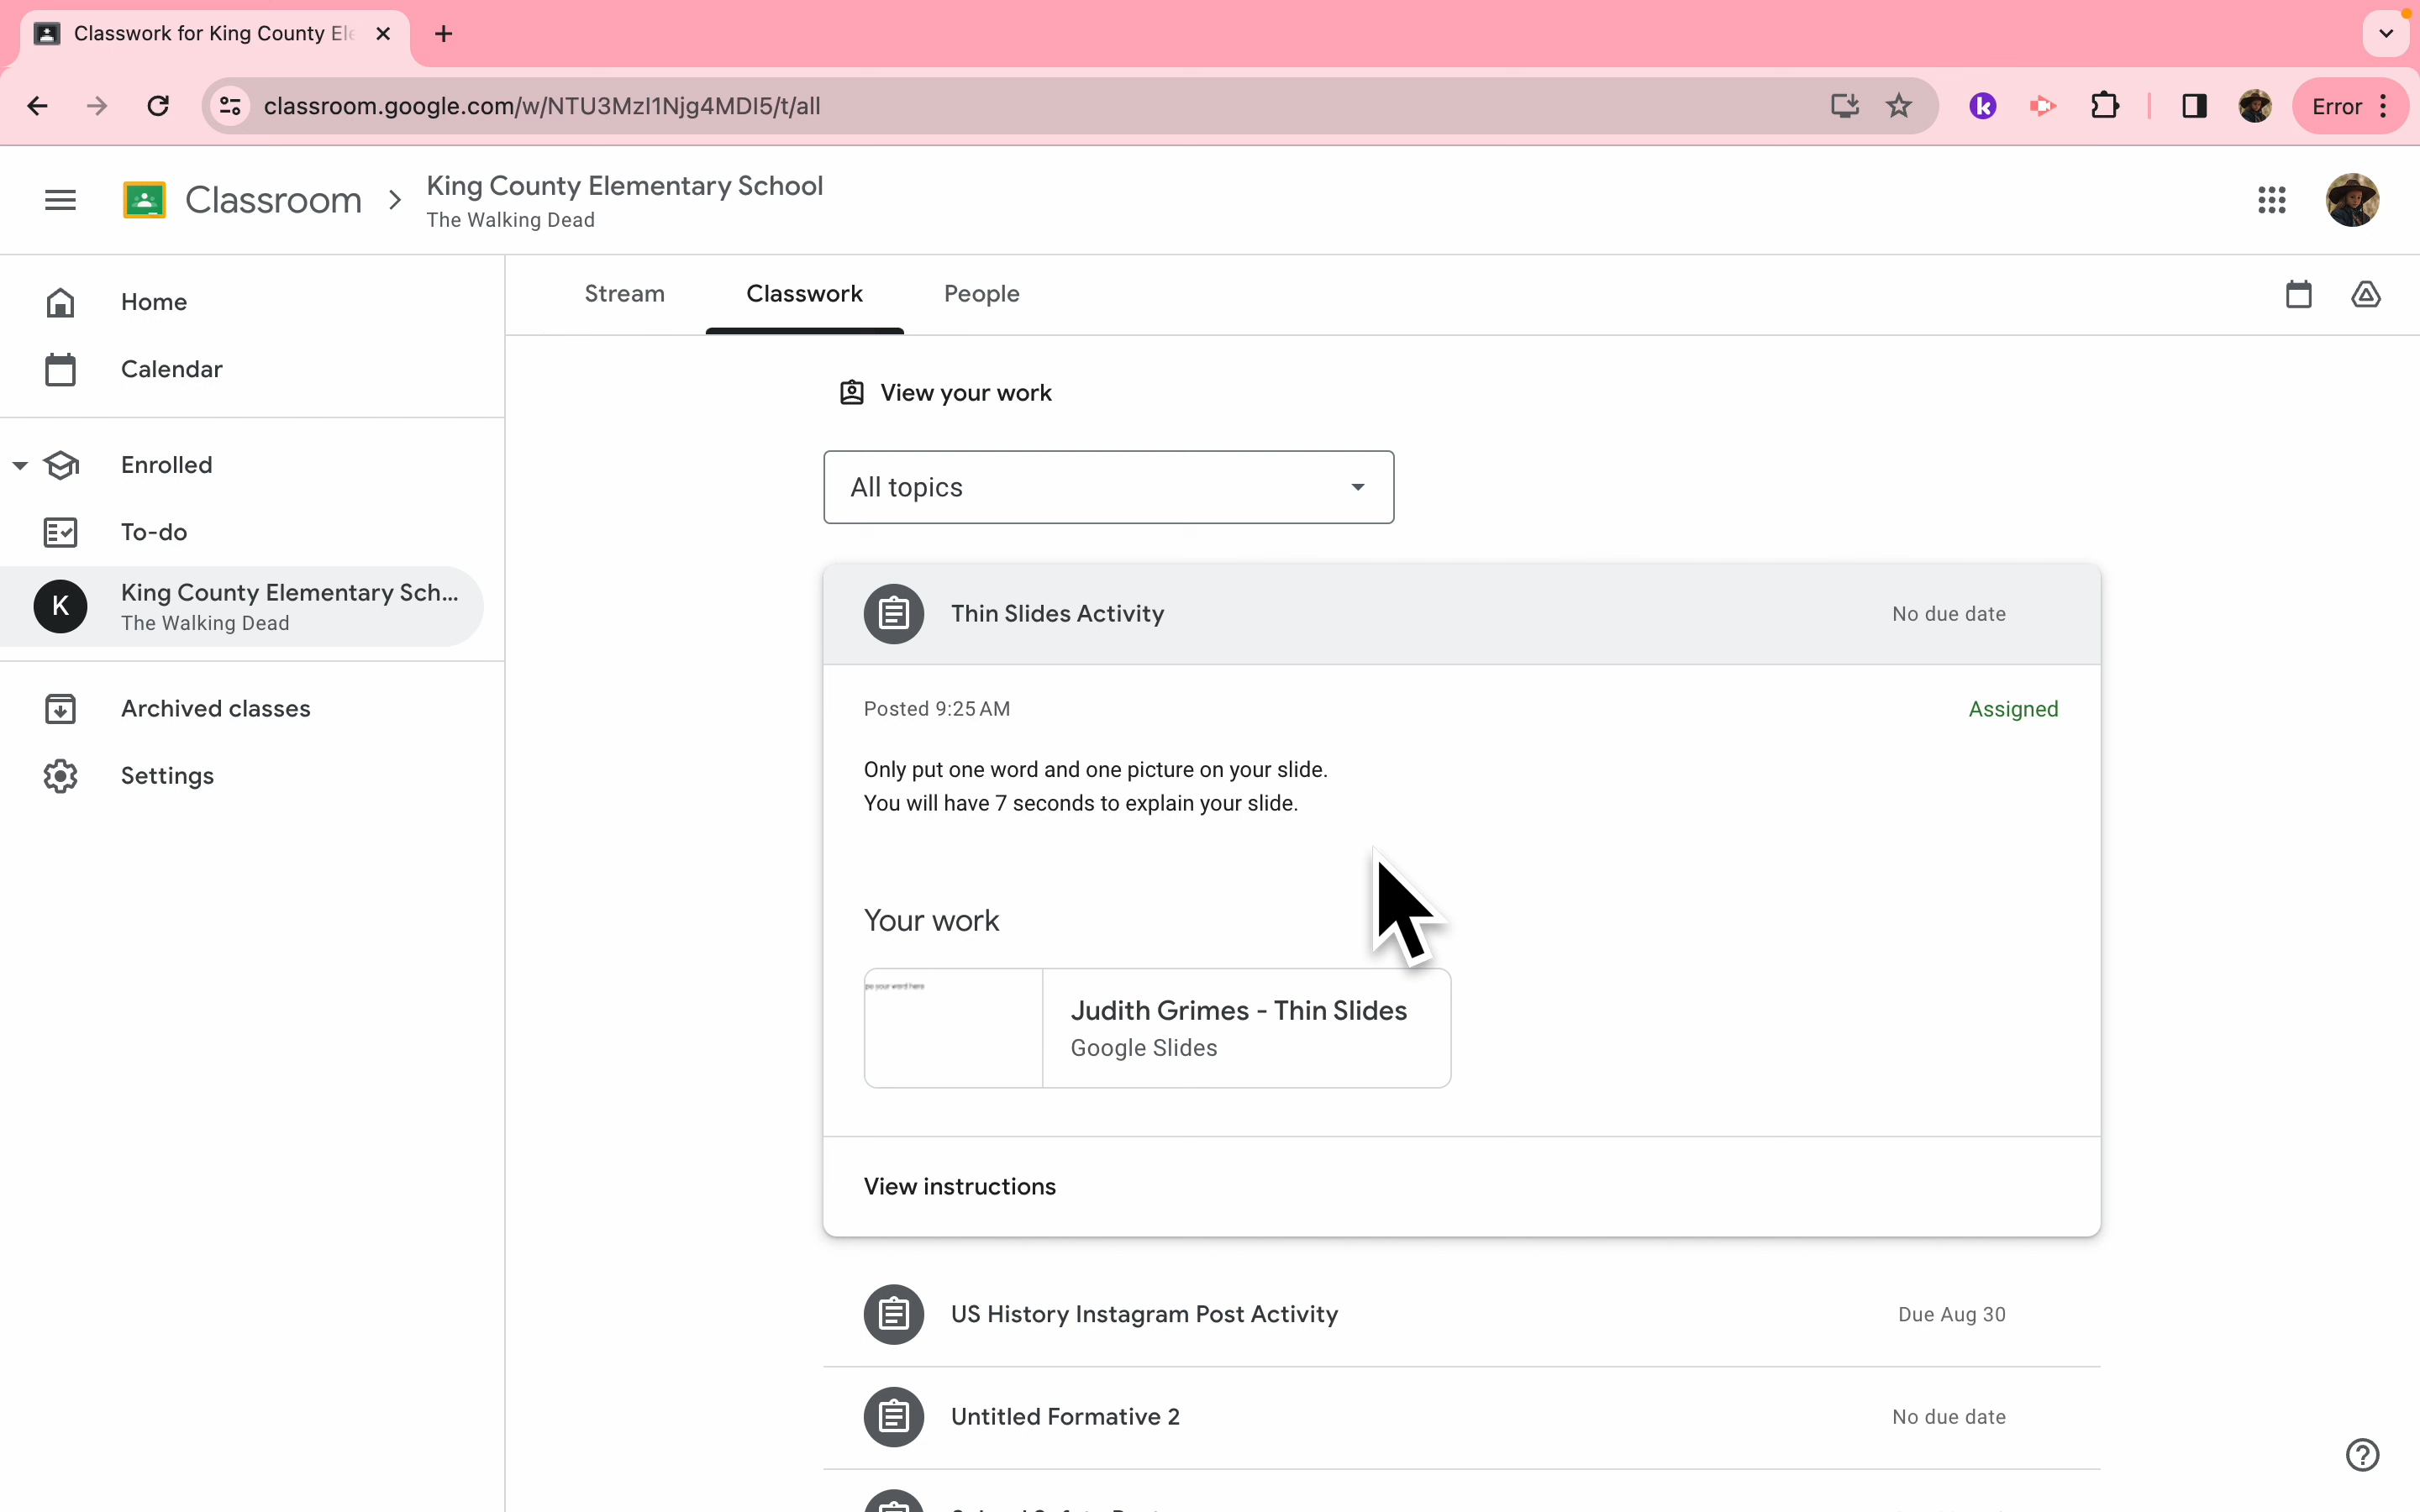 Classwork for King County Ele
classroom.google.com/w/NTU3MzI1Njg4MDI5/t/all
Error
Classroom
King County Elementary School
The Walking Dead
Home
Calendar
Enrolled
To-do
K
King County Elementary Sch...
The Walking Dead
Archived classes
Settings
Stream
Classwork
People
View your work
All topics
Thin Slides Activity
No due date
Posted 9:25 AM
Assigned
Only put one word and one picture on your slide.
You will have 7 seconds to explain your slide.
Your work
pe your word here
Judith Grimes - Thin Slides
Google Slides
View instructions
US History Instagram Post Activity
Due Aug 30
Untitled Formative 2
No due date